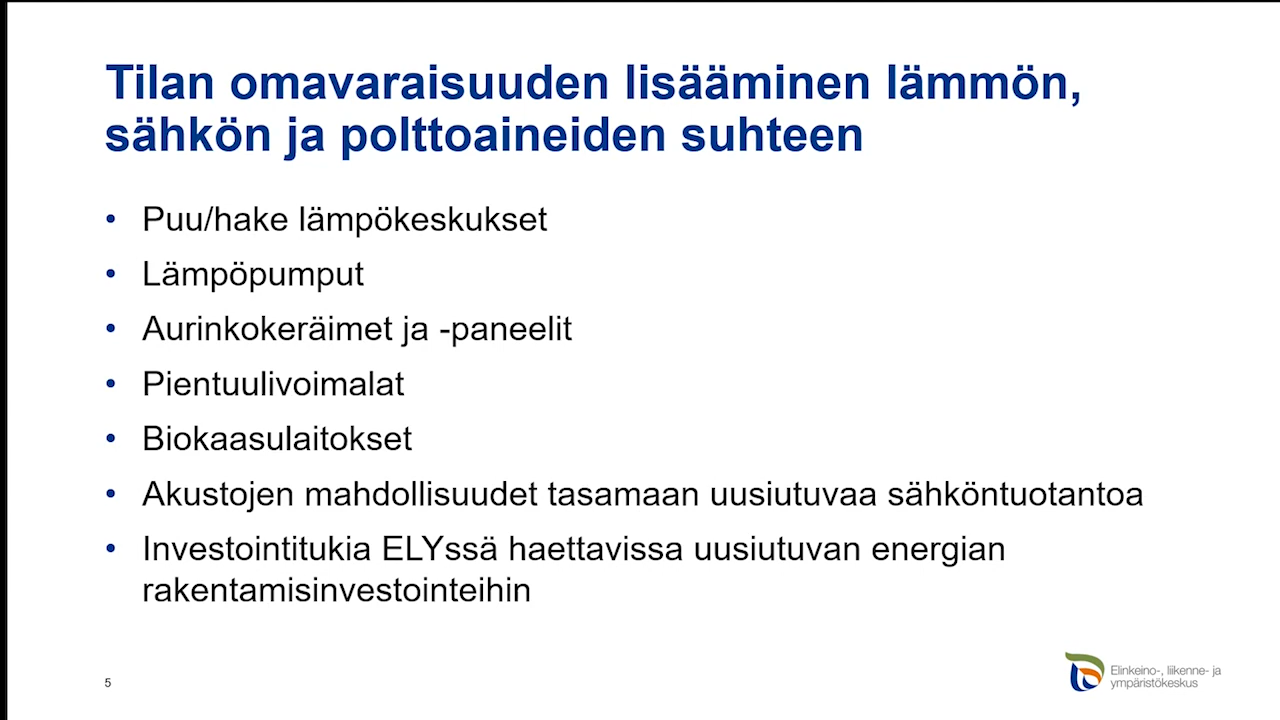 Tilan omavaraisuuden lisääminen lämmön,
sähkön ja polttoaineiden suhteen
• Puu/hake lämpökeskukset
• Lämpöpumput
• Aurinkokeräimet ja -paneelit
• Pientuulivoimalat
• Biokaasulaitokset
• Akustojen mahdollisuudet tasamaan uusiutuvaa sähköntuotantoa
• Investointitukia ELYssä haettavissa uusiutuvan energian
rakentamisinvestointeihin
5
Elinkeino-, liikenne- ja
ympäristökeskus